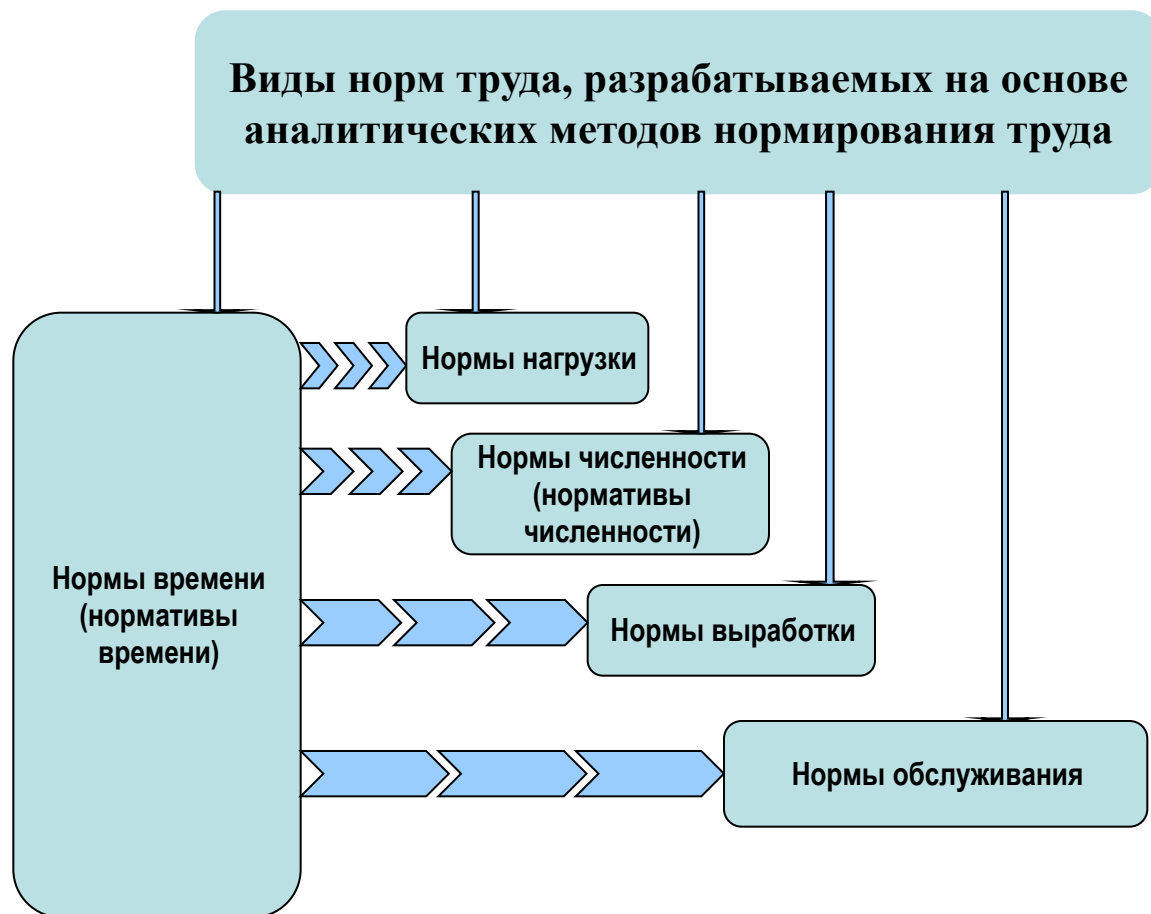 Виды норм труда, разрабатываемых на основе
аналитических методов нормирования труда
Нормы нагрузки
Нормы численности
(нормативы
численности)
Нормы времени
(нормативы
времени)
Нормы выработки
Нормы обслуживания